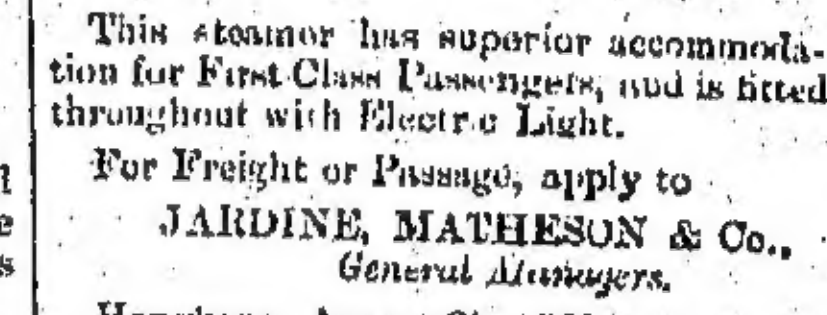 This steamer has superior accommoda-
tion for First Class Passengers, and is fitted
throughout with Electric Light.
For Freight or Passage, apply to
JARDINE, MATHESON & Co.,
General Managers.